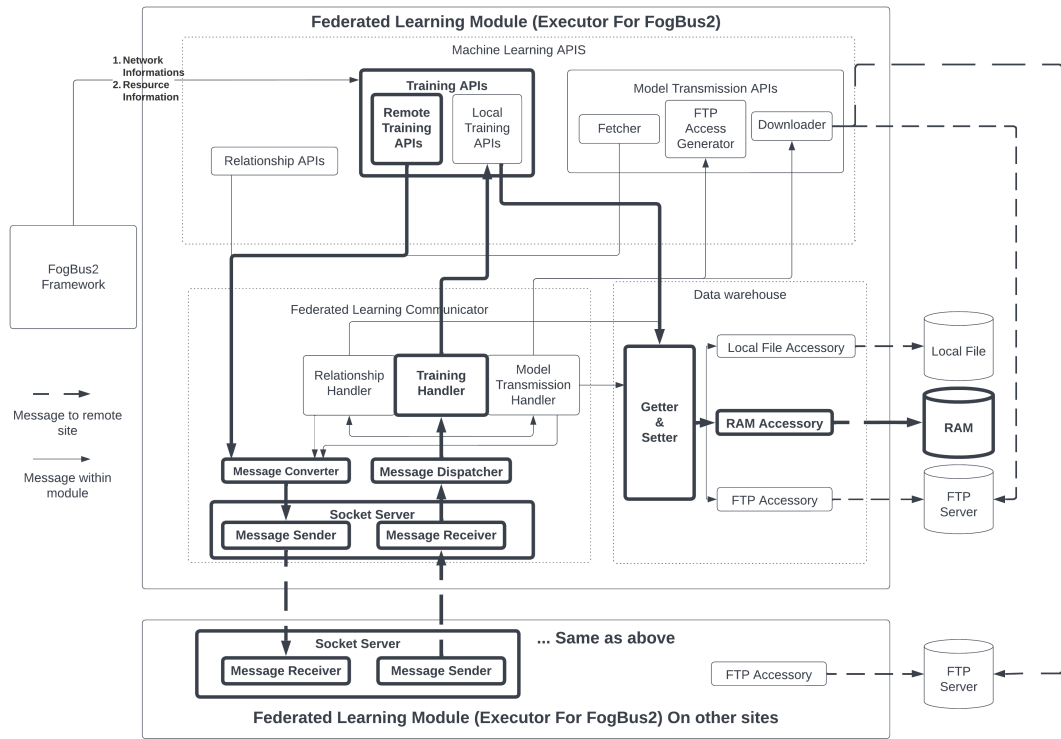 Federated Learning Module (Executor For FogBus2)
Machine Learning APIS
1. Network
Informations
2. Resource
Information
Training APIs
Remote
Training
APIs
Local
Training
APIs
Model Transmission APIs
Fetcher
FTP
Access
Generator
Downloader
Relationship APIs
FogBus2
Framework
Federated Learning Communicator
Data warehouse
Relationship
Handler
Training
Handler
Model
Transmission
Handler
Getter
&
Setter
Local File Accessory
Local File
RAM Accessory
RAM
FTP Accessory
FTP
Server
Message to remote
site
Message within
module
Message Converter
Message Dispatcher
Socket Server
Message Sender
Message Receiver
Socket Server
Message Receiver
Message Sender
... Same as above
FTP Accessory
FTP
Server
Federated Learning Module (Executor For FogBus2) On other sites